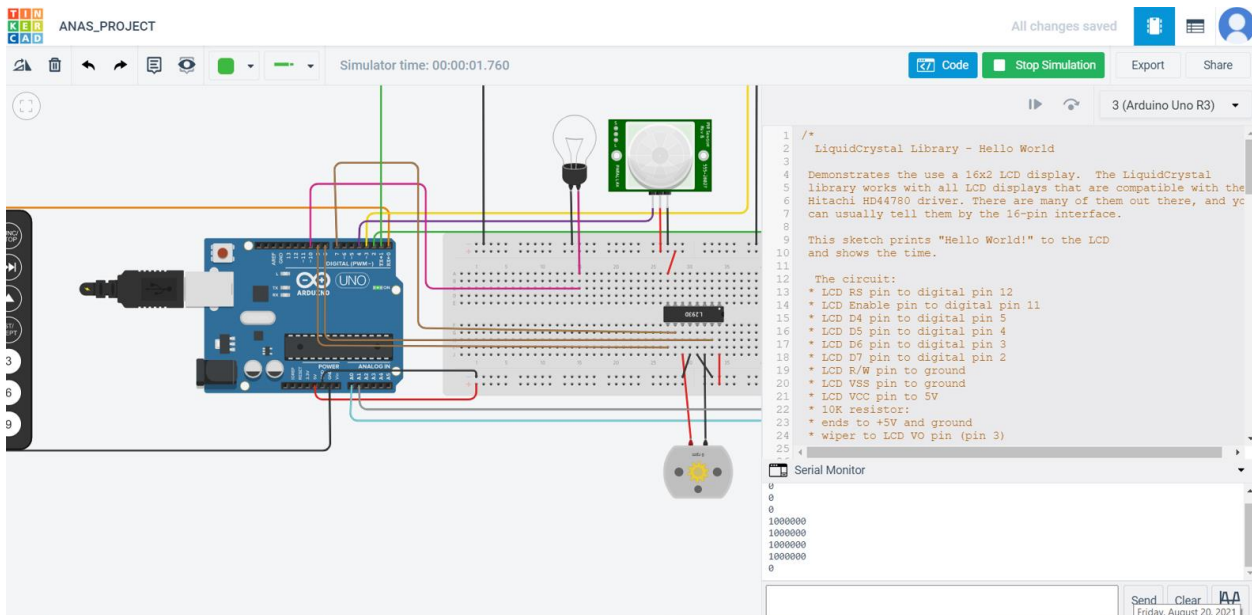 TIN
KER
CAD
ANAS_PROJECT
All changes saved
Simulator time: 00:00:01.760
Code
Stop Simulation
Export
Share
3 (Arduino Uno R3)
DIGITAL (PWM~)
UNO
ARDUINO
POWER
ANALOG IN
L293D
3
6
9
1 /*
2 LiquidCrystal Library - Hello World
3
4 Demonstrates the use a 16x2 LCD display. The LiquidCrystal
5 library works with all LCD displays that are compatible with the
6 Hitachi HD44780 driver. There are many of them out there, and yo
7 can usually tell them by the 16-pin interface.
8
9 This sketch prints "Hello World!" to the LCD
10 and shows the time.
11
12 The circuit:
13 * LCD RS pin to digital pin 12
14 * LCD Enable pin to digital pin 11
15 * LCD D4 pin to digital pin 5
16 * LCD D5 pin to digital pin 4
17 * LCD D6 pin to digital pin 3
18 * LCD D7 pin to digital pin 2
19 * LCD R/W pin to ground
20 * LCD VSS pin to ground
21 * LCD VCC pin to 5V
22 * 10K resistor:
23 * ends to +5V and ground
24 * wiper to LCD VO pin (pin 3)
25
Serial Monitor
0
0
0
1000000
1000000
1000000
1000000
0
Send
Clear
Friday, August 20, 2021